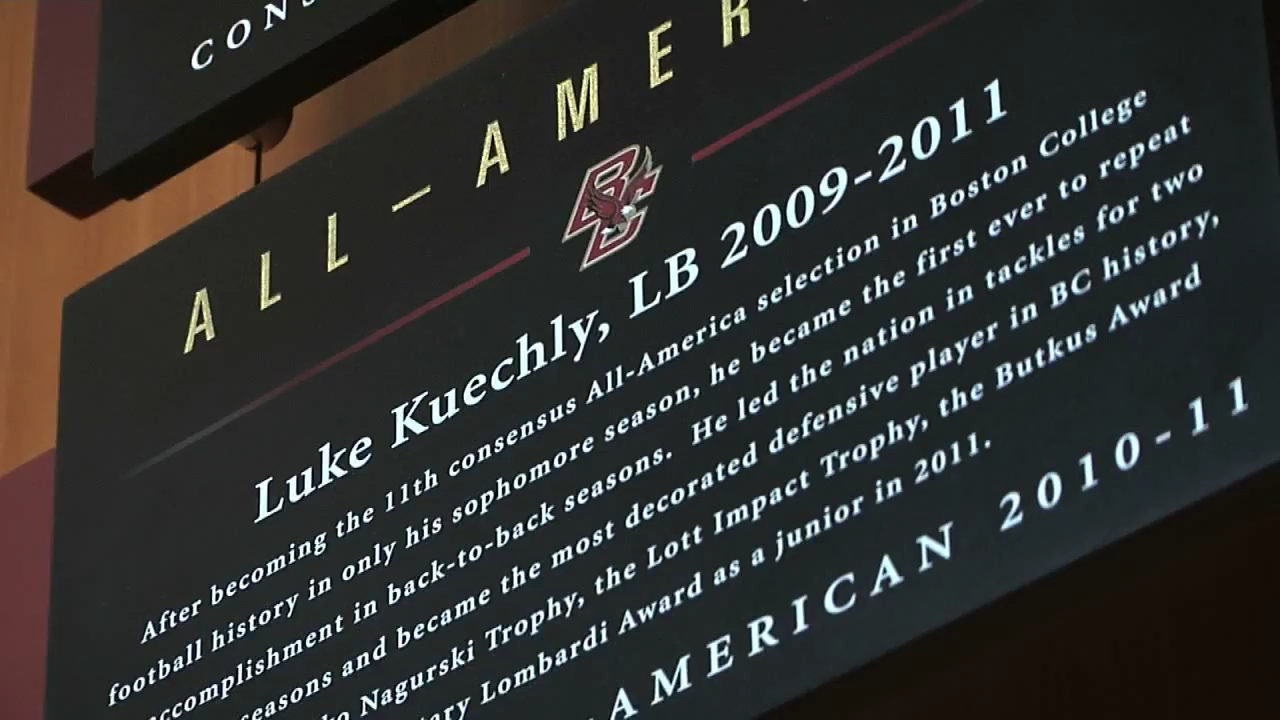 ALL-AMER
BC
Luke Kuechly, LB 2009-2011
After becoming the 11th consensus All-America selection in Boston College
football history in only his sophomore season, he became the first ever to repeat
accomplishment in back-to-back seasons. He led the nation in tackles for two
seasons and became the most decorated defensive player in BC history,
Nagurski Trophy, the Lott Impact Trophy, the Butkus Award
Lombardi Award as a junior in 2011.
AMERICAN 2010-11